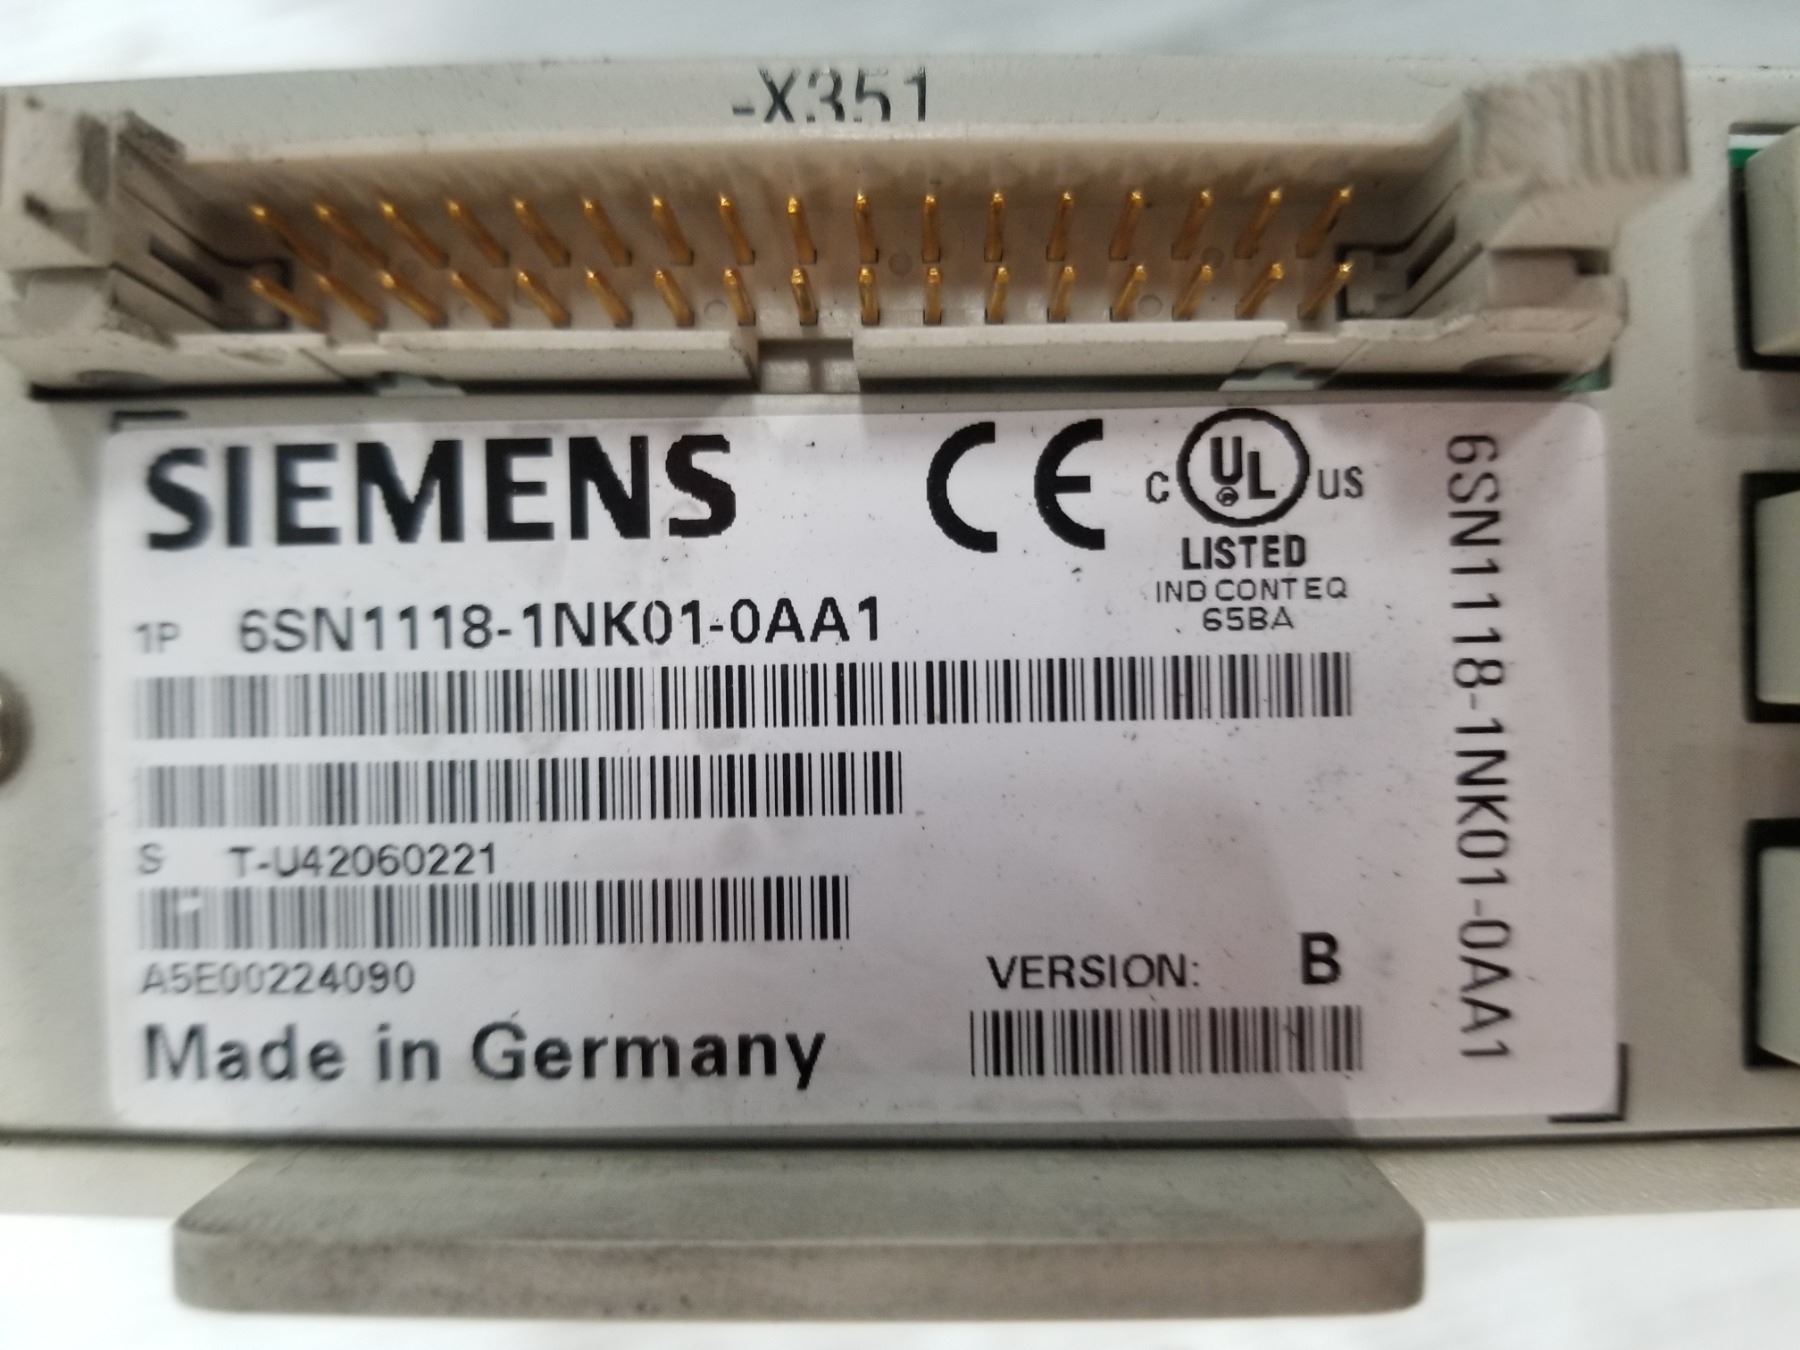 -X351
SIEMENS
CE
C UL US
LISTED
IND CONT EQ
65BA
1P 6SN1118-1NK01-0AA1
S T-U42060221
A5E00224090
VERSION: B
Made in Germany
6SN1118-1NK01-0AA1